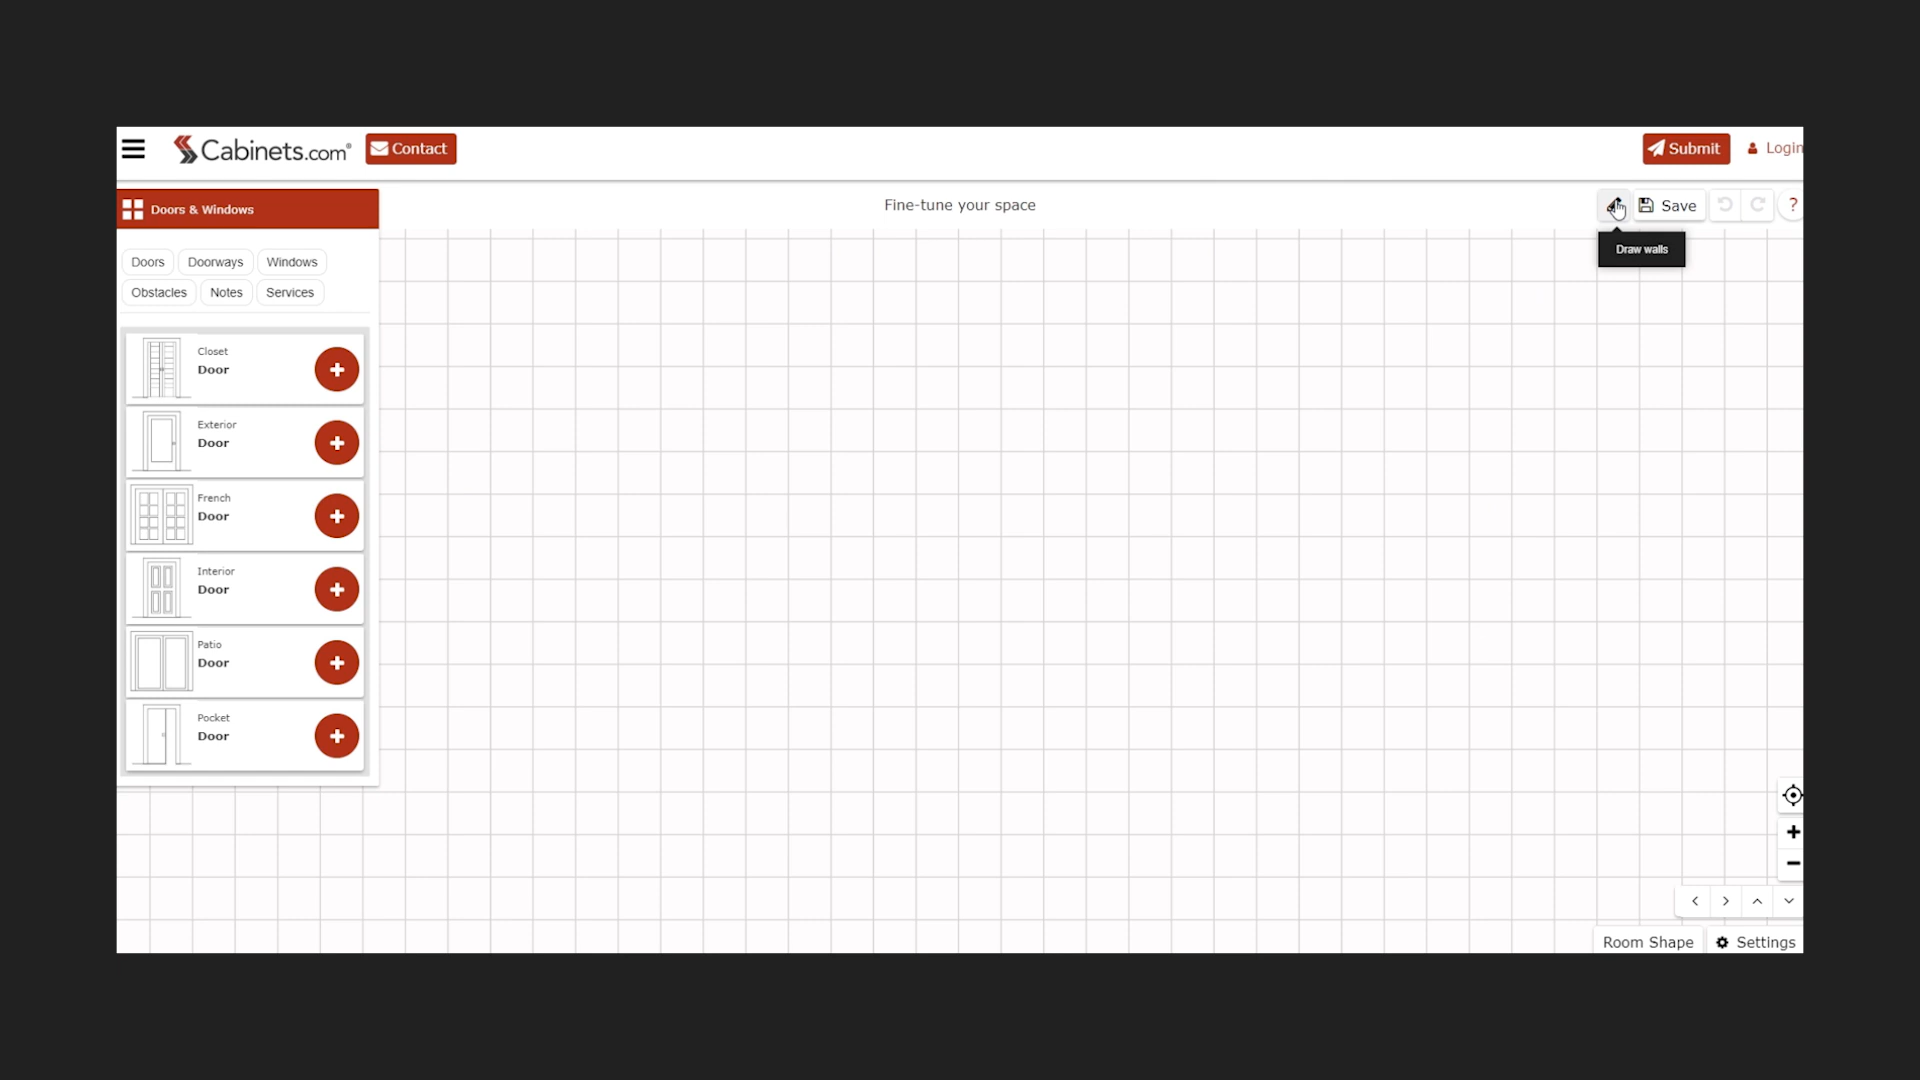 Cabinets.com®
Contact
Submit
Login
Doors & Windows
Fine-tune your space
Save
?
Draw walls
Doors
Doorways
Windows
Obstacles
Notes
Services
Closet
Door
Exterior
Door
French
Door
Interior
Door
Patio
Door
Pocket
Door
Room Shape
Settings